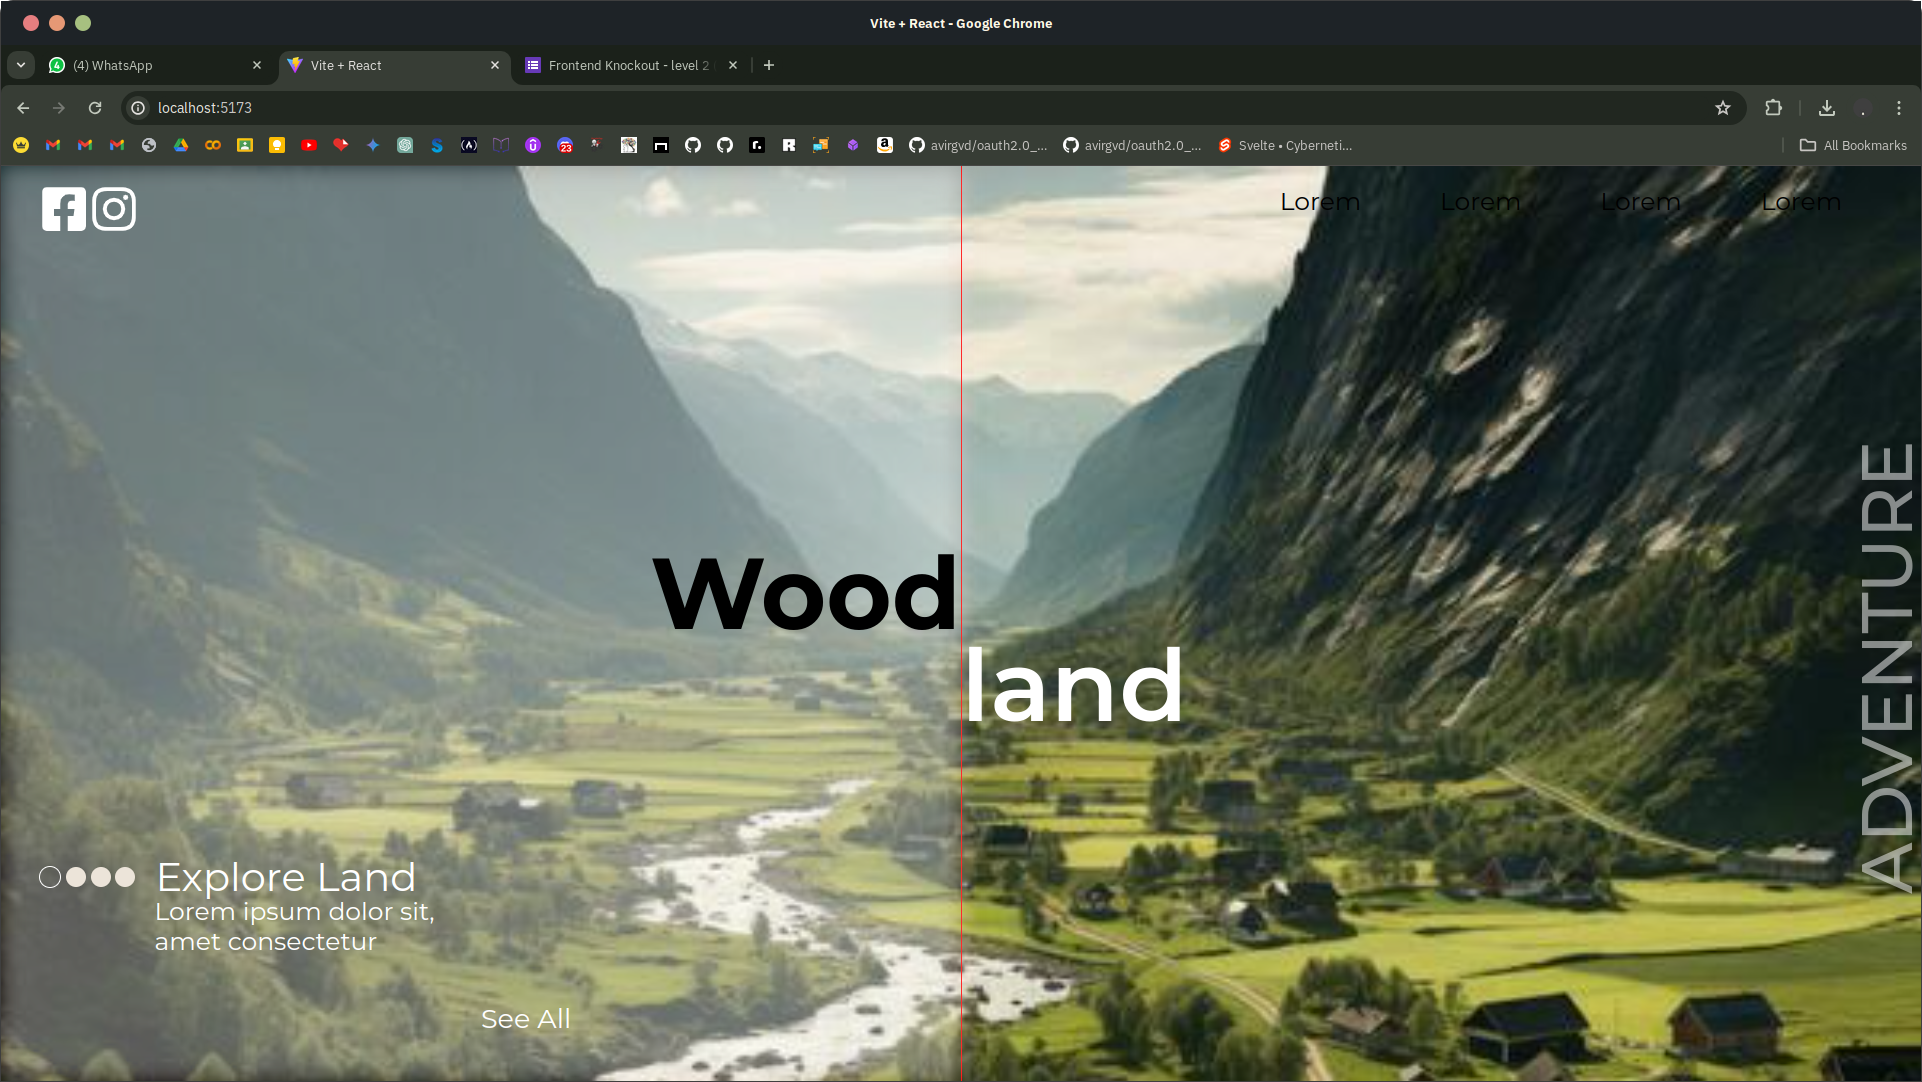 Vite + React - Google Chrome
(4) WhatsApp
Vite + React
Frontend Knockout - level 2
localhost:5173
23
avirgvd/oauth2.0_...
avirgvd/oauth2.0_...
Svelte • Cyberneti...
All Bookmarks
Lorem Lorem Lorem Lorem
Wood
land
ADVENTURE
Explore Land
Lorem ipsum dolor sit,
amet consectetur
See All